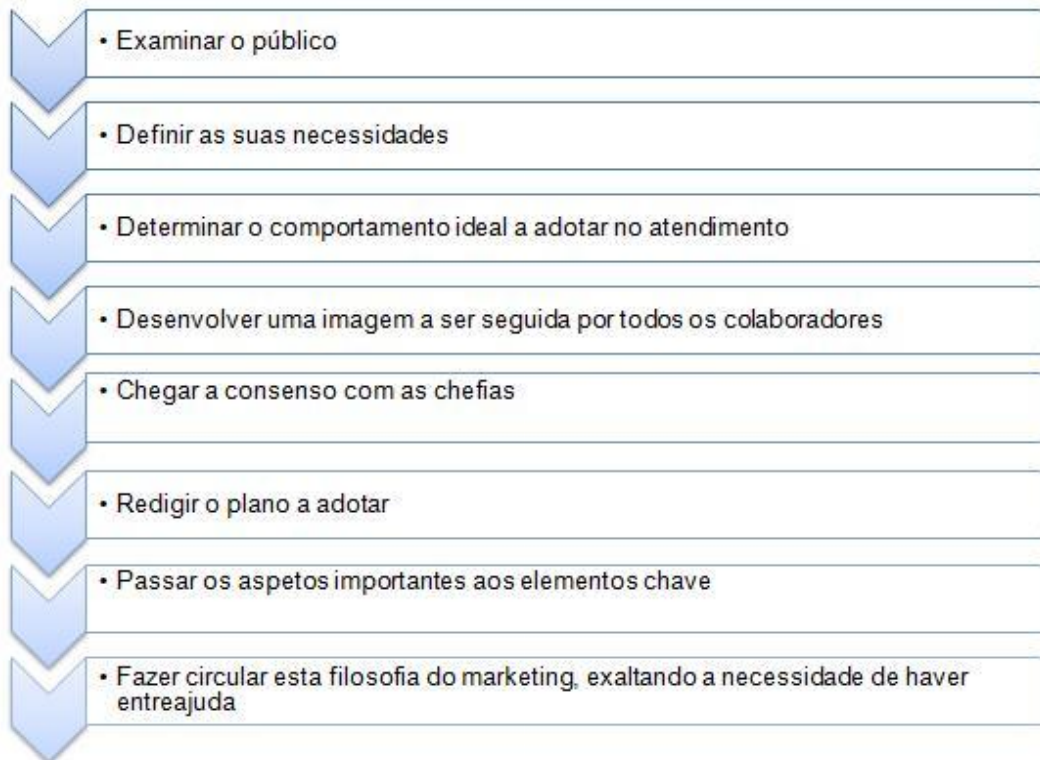 • Examinar o público
• Definir as suas necessidades
• Determinar o comportamento ideal a adotar no atendimento
• Desenvolver uma imagem a ser seguida por todos os colaboradores
• Chegar a consenso com as chefias
• Redigir o plano a adotar
• Passar os aspetos importantes aos elementos chave
• Fazer circular esta filosofia do marketing, exaltando a necessidade de haver
entreajuda